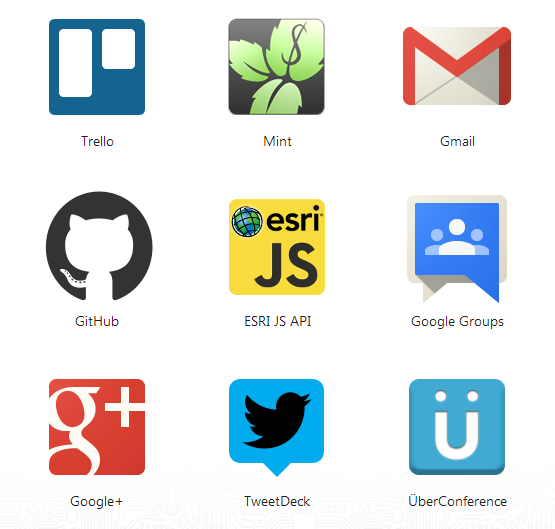 Trello
Mint
Gmail
esri
JS
GitHub
ESRI JS API
Google Groups
g+
Ü
Google+
TweetDeck
ÜberConference